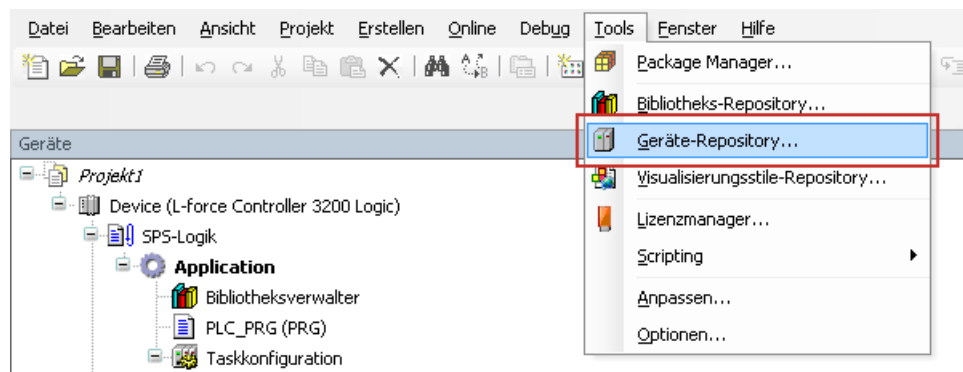 Datei Bearbeiten Ansicht Projekt Erstellen Online Debug Tools Fenster Hilfe
Package Manager...
Bibliotheks-Repository...
Geräte-Repository...
Visualisierungsstile-Repository...
Lizenzmanager...
Scripting
Anpassen...
Optionen...
Geräte
Projekt1
Device (L-force Controller 3200 Logic)
SPS-Logik
Application
Bibliotheksverwalter
PLC_PRG (PRG)
Taskkonfiguration